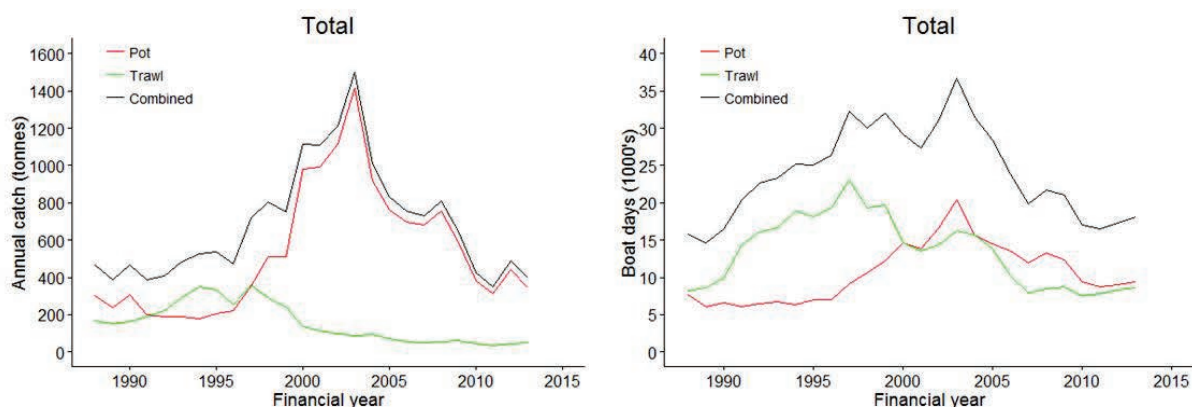 Total
Pot
Trawl
Combined
1600
1400
1200
1000
800
600
400
200
0
Annual catch (tonnes)
1990
1995
2000
2005
2010
2015
Financial year
Total
Pot
Trawl
Combined
40
35
30
25
20
15
10
5
0
Boat days (1000's)
1990
1995
2000
2005
2010
2015
Financial year